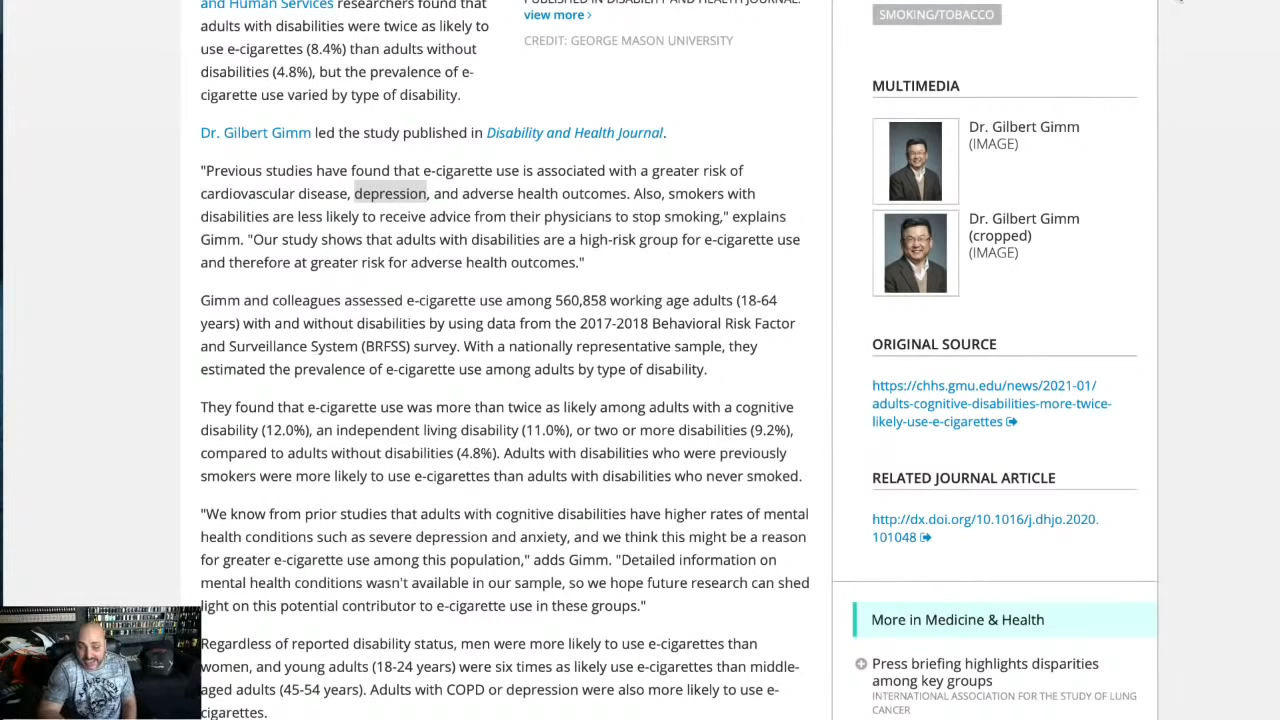 and Human Services researchers found that
adults with disabilities were twice as likely to
use e-cigarettes (8.4%) than adults without
disabilities (4.8%), but the prevalence of e-
cigarette use varied by type of disability.
PUBLISHED IN DISABILITY AND HEALTH JOURNAL.
view more ›
CREDIT: GEORGE MASON UNIVERSITY
Dr. Gilbert Gimm led the study published in Disability and Health Journal.
"Previous studies have found that e-cigarette use is associated with a greater risk of
cardiovascular disease, depression, and adverse health outcomes. Also, smokers with
disabilities are less likely to receive advice from their physicians to stop smoking," explains
Gimm. "Our study shows that adults with disabilities are a high-risk group for e-cigarette use
and therefore at greater risk for adverse health outcomes."
Gimm and colleagues assessed e-cigarette use among 560,858 working age adults (18-64
years) with and without disabilities by using data from the 2017-2018 Behavioral Risk Factor
and Surveillance System (BRFSS) survey. With a nationally representative sample, they
estimated the prevalence of e-cigarette use among adults by type of disability.
They found that e-cigarette use was more than twice as likely among adults with a cognitive
disability (12.0%), an independent living disability (11.0%), or two or more disabilities (9.2%),
compared to adults without disabilities (4.8%). Adults with disabilities who were previously
smokers were more likely to use e-cigarettes than adults with disabilities who never smoked.
"We know from prior studies that adults with cognitive disabilities have higher rates of mental
health conditions such as severe depression and anxiety, and we think this might be a reason
for greater e-cigarette use among this population," adds Gimm. "Detailed information on
mental health conditions wasn't available in our sample, so we hope future research can shed
light on this potential contributor to e-cigarette use in these groups."
Regardless of reported disability status, men were more likely to use e-cigarettes than
women, and young adults (18-24 years) were six times as likely use e-cigarettes than middle-
aged adults (45-54 years). Adults with COPD or depression were also more likely to use e-
cigarettes.
SMOKING/TOBACCO
MULTIMEDIA
Dr. Gilbert Gimm
(IMAGE)
Dr. Gilbert Gimm
(cropped)
(IMAGE)
ORIGINAL SOURCE
https://chhs.gmu.edu/news/2021-01/
adults-cognitive-disabilities-more-twice-
likely-use-e-cigarettes
RELATED JOURNAL ARTICLE
http://dx.doi.org/10.1016/j.dhjo.2020.
101048
More in Medicine & Health
Press briefing highlights disparities
among key groups
INTERNATIONAL ASSOCIATION FOR THE STUDY OF LUNG
CANCER